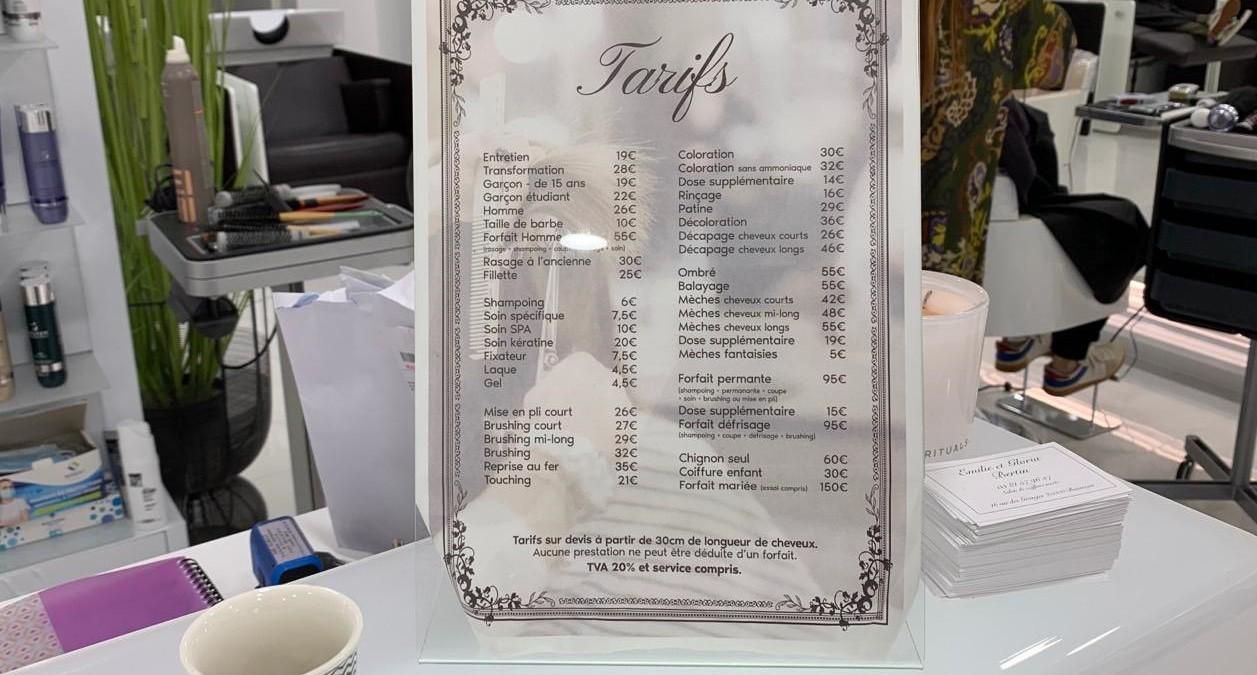 Tarifs
Entretien 19€
Transformation 28€
Garçon - de 15 ans 19€
Garçon étudiant 22€
Homme 26€
Taille de barbe 10€
Forfait Homme 55€
Rasage à l'ancienne 30€
Fillette 25€
Shampoing 6€
Soin spécifique 7,5€
Soin SPA 10€
Soin kératine 20€
Fixateur 7,5€
Laque 4,5€
Gel 4,5€
Mise en pli court 26€
Brushing court 27€
Brushing mi-long 29€
Brushing 32€
Reprise au fer 35€
Touching 21€
Coloration 30€
Coloration sans ammoniaque 32€
Dose supplémentaire 14€
Rinçage 16€
Patine 29€
Décoloration 36€
Décapage cheveux courts 26€
Décapage cheveux longs 46€
Ombré 55€
Balayage 55€
Mèches cheveux courts 42€
Mèches cheveux mi-long 48€
Mèches cheveux longs 55€
Dose supplémentaire 19€
Mèches fantaisies 5€
Forfait permante 95€
(shampoing + permanante + coupe
+ soin + brushing ou mise en pli)
Dose supplémentaire 15€
Forfait défrisage 95€
(shampoing + coupe + defrisage + brushing)
Chignon seul 60€
Coiffure enfant 30€
Forfait mariée (essai compris) 150€
Tarifs sur devis à partir de 30cm de longueur de cheveux.
Aucune prestation ne peut être déduite d'un forfait.
TVA 20% et service compris.
RITUALS
Emilie et Gloria
Bertin